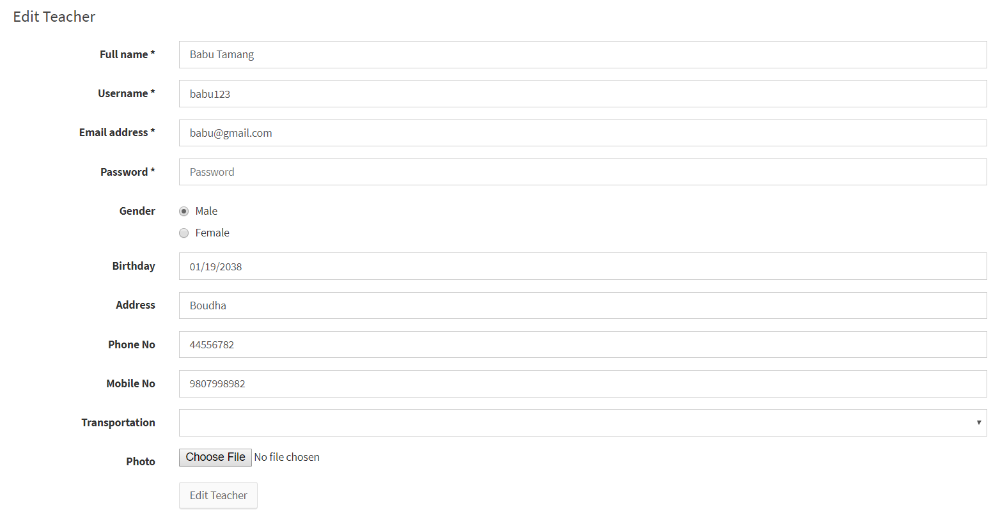 Edit Teacher
Full name * Babu Tamang
Username * babu123
Email address * babu@gmail.com
Password * Password
Gender Male
Female
Birthday 01/19/2038
Address Boudha
Phone No 44556782
Mobile No 9807998982
Transportation
Photo Choose File No file chosen
Edit Teacher